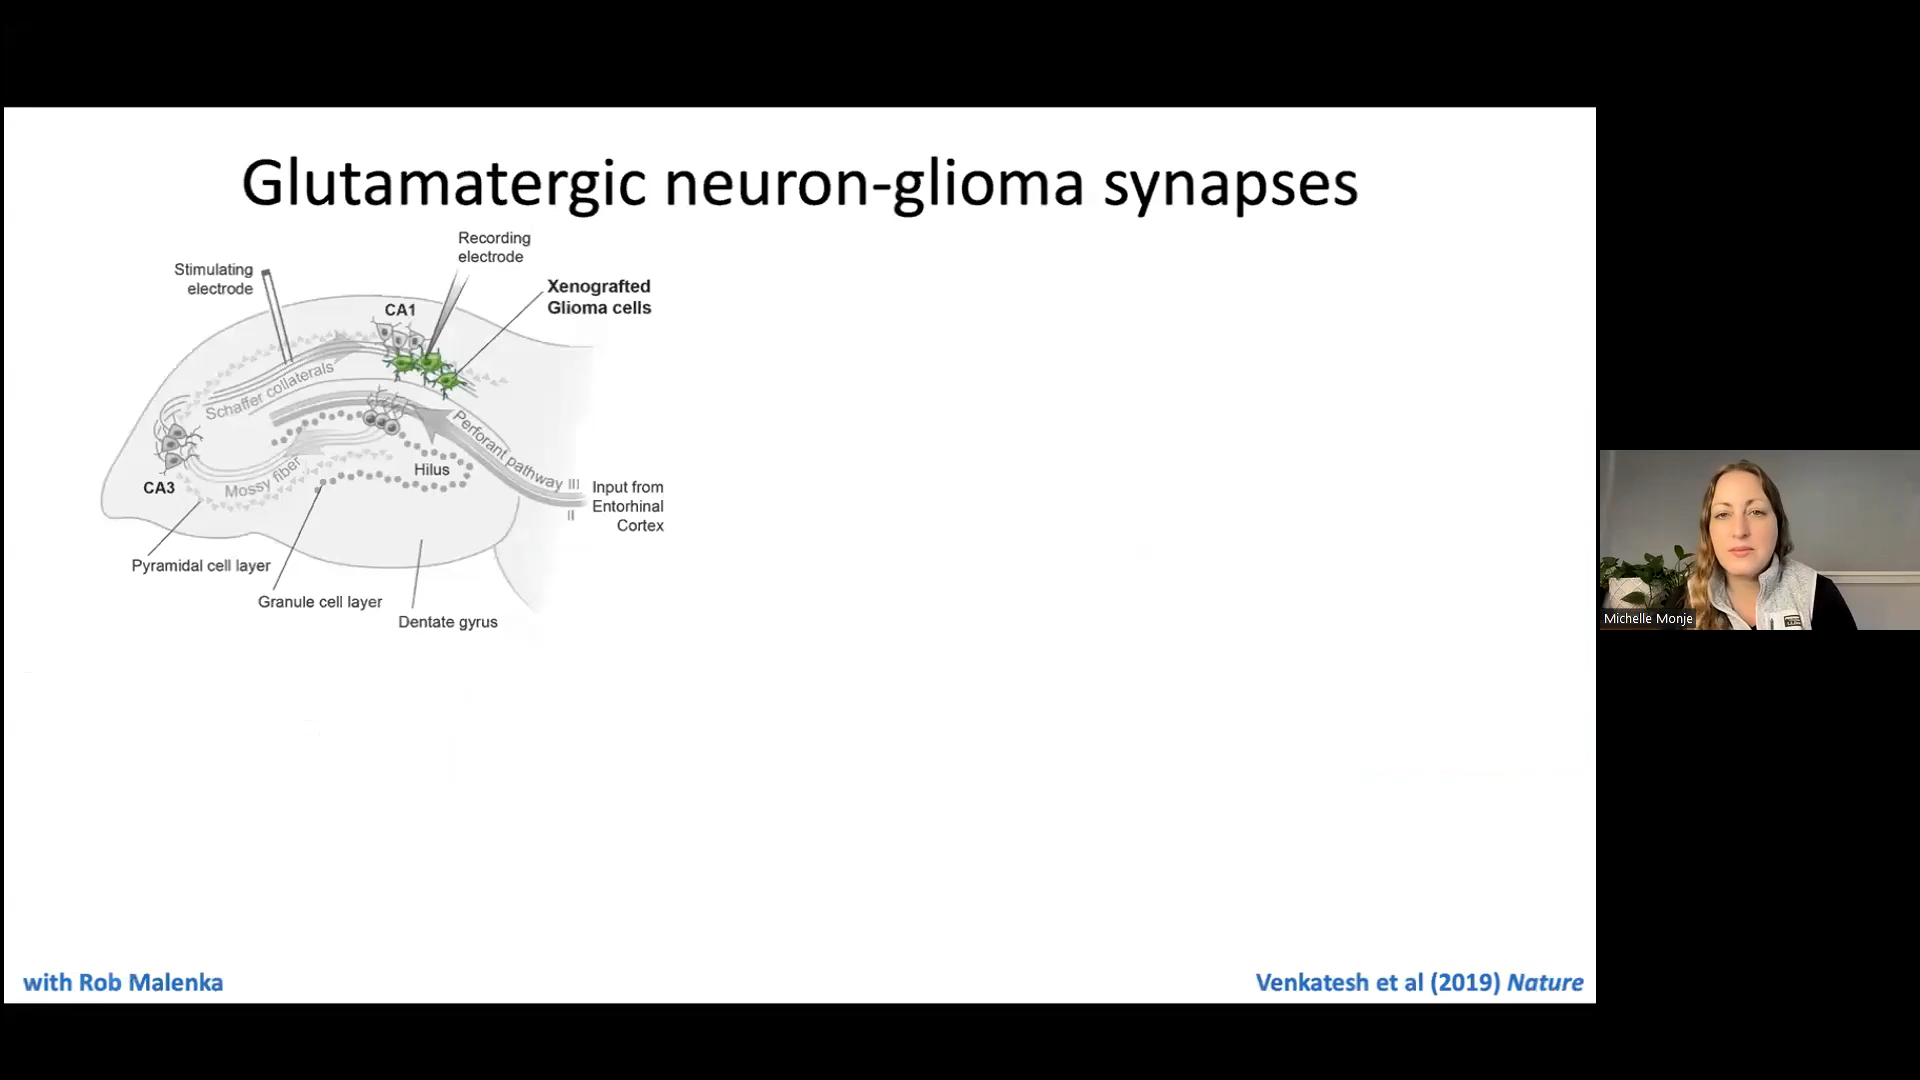 Glutamatergic neuron-glioma synapses
Recording
electrode
Stimulating
electrode
Xenografted
Glioma cells
CA1
Schaffer collaterals
Perforant pathway
III
II
Hilus
Input from
Entorhinal
Cortex
CA3
Mossy fiber
Pyramidal cell layer
Granule cell layer
Dentate gyrus
Michelle Monje
with Rob Malenka
Venkatesh et al (2019) Nature